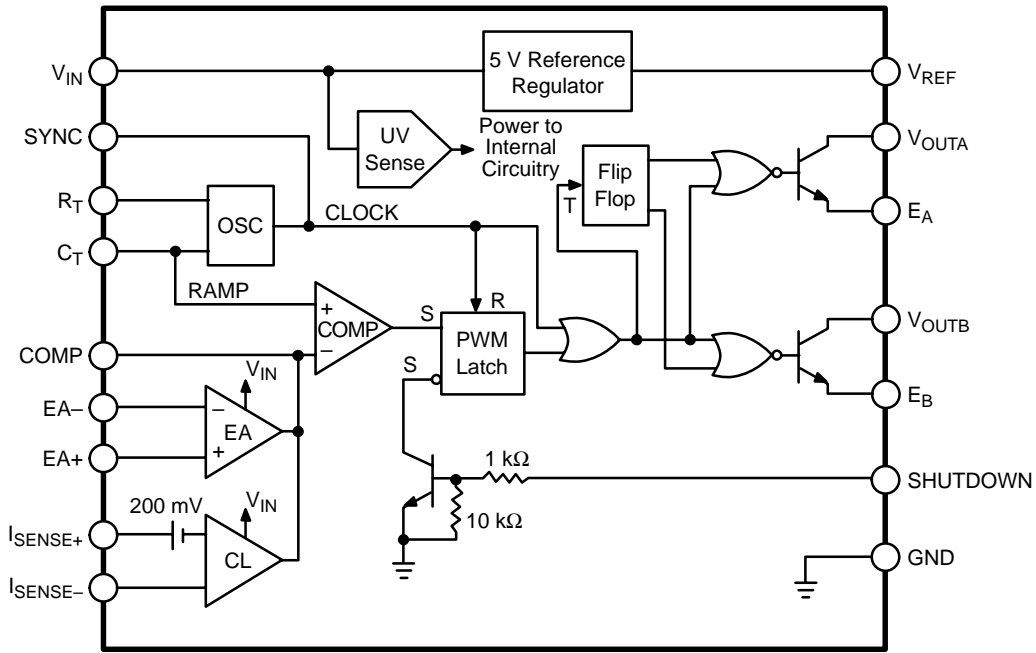 V_IN
5 V Reference
Regulator
V_REF
SYNC
UV
Sense
Power to
Internal
Circuitry
V_OUTA
Flip
Flop
T
R_T
OSC
CLOCK
E_A
C_T
RAMP
+
COMP
−
S
R
PWM
Latch
S
V_OUTB
COMP
V_IN
EA−
−
EA
+
EA+
E_B
1 kΩ
SHUTDOWN
10 kΩ
200 mV
V_IN
I_SENSE+
CL
I_SENSE−
GND